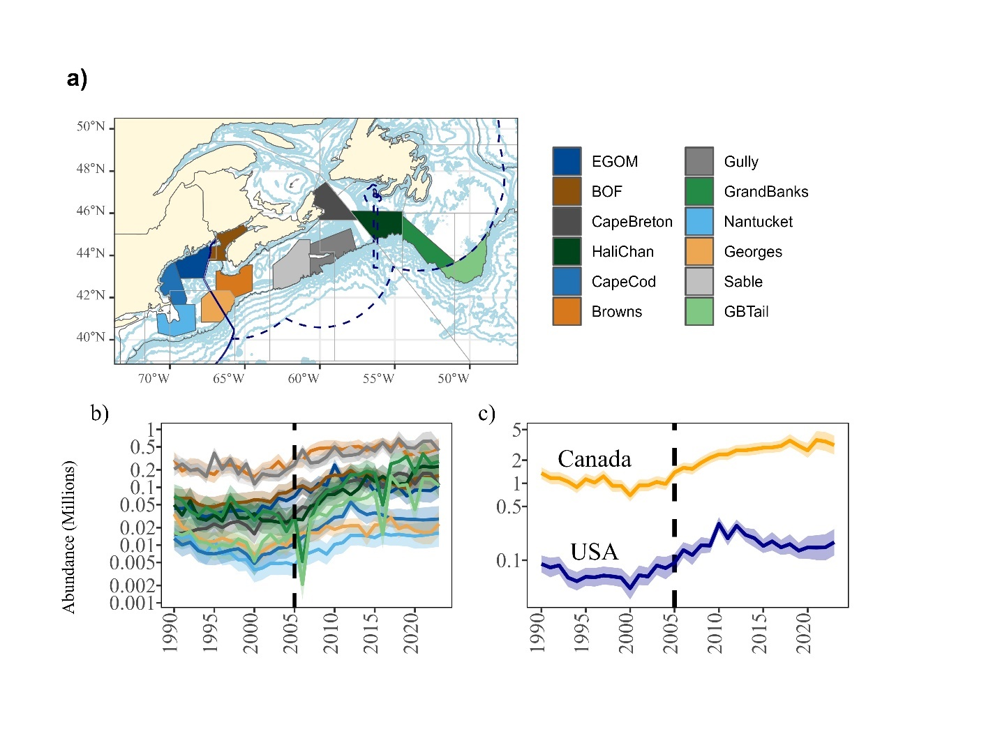 a)
50°N
48°N
46°N
44°N
42°N
40°N
70°W 65°W 60°W 55°W 50°W
EGOM Gully
BOF GrandBanks
CapeBreton Nantucket
HaliChan Georges
CapeCod Sable
Browns GBTail
b)
Abundance (Millions)
1
0.5
0.2
0.1
0.05
0.02
0.01
0.005
0.002
0.001
1990 1995 2000 2005 2010 2015 2020
c)
5
2
1
0.5
0.1
Canada
USA
1990 1995 2000 2005 2010 2015 2020